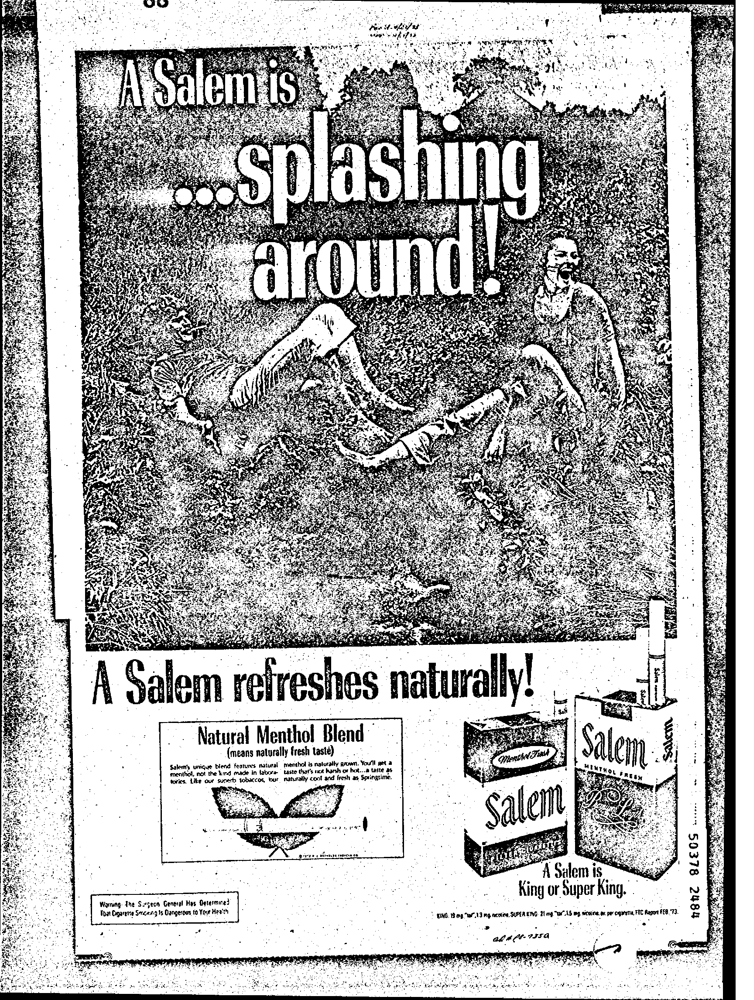 A Salem is
...splashing
around!
A Salem refreshes naturally!
Natural Menthol Blend
(means naturally fresh taste)
Salem's unique blend features natural
menthol, not the kind made in labora-
tories. Like our superb tobaccos, our
menthol is naturally grown. You'll get a
taste that's not harsh or hot...a taste as
naturally cool and fresh as Springtime.
Menthol Fresh
Salem
Salem
MENTHOL FRESH
Salem
A Salem is
King or Super King.
Warning: The Surgeon General Has Determined
That Cigarette Smoking Is Dangerous to Your Health
KING: 19 mg. "tar", 1.3 mg. nicotine, SUPER KING: 21 mg. "tar", 1.5 mg. nicotine, av. per cigarette, FTC Report FEB. '73.
50378 2484